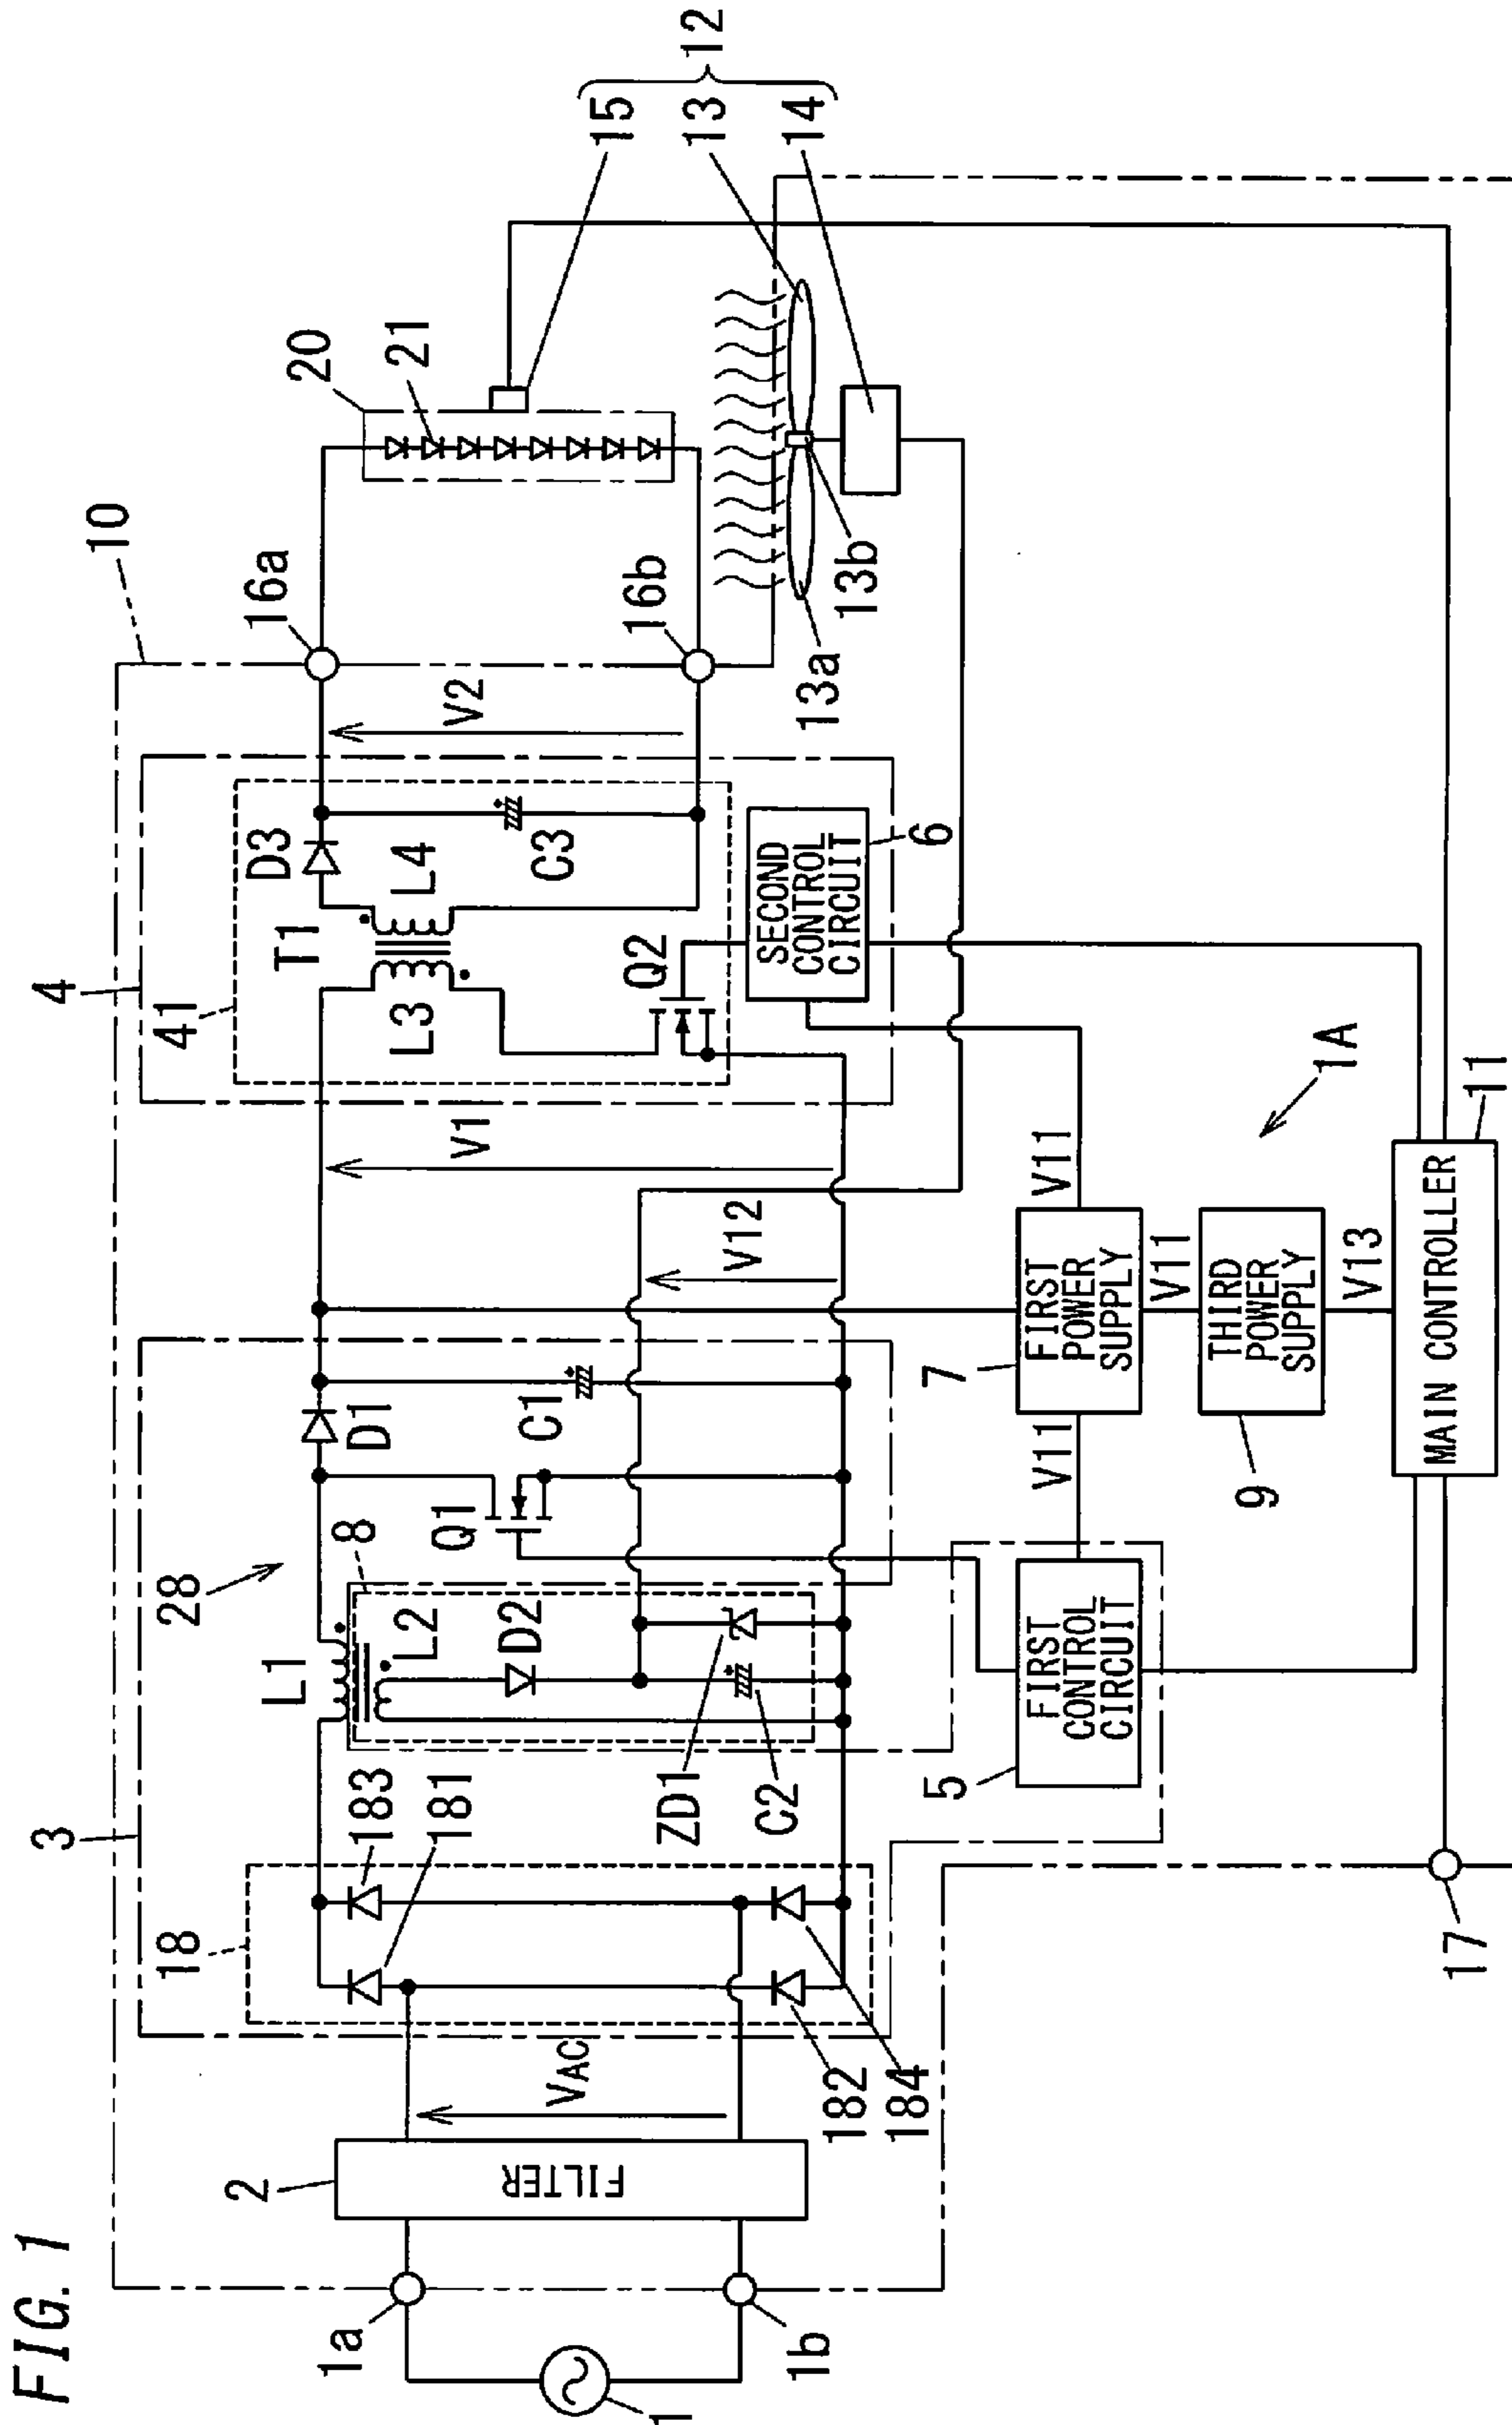 FIG. 1
10
3
4
12
28
18
183
181
L1
8
L2
D2
Q1
D1
C1
V1
41
T1
L3
L4
D3
C3
Q2
V2
16a
16b
20
21
15
13
14
2
FILTER
VAC
1a
1b
1
182
184
ZD1
C2
V12
SECOND
CONTROL
CIRCUIT
6
13a
13b
5
FIRST
CONTROL
CIRCUIT
V11
7
FIRST
POWER
SUPPLY
V11
V11
9
THIRD
POWER
SUPPLY
V13
1A
MAIN CONTROLLER
11
17